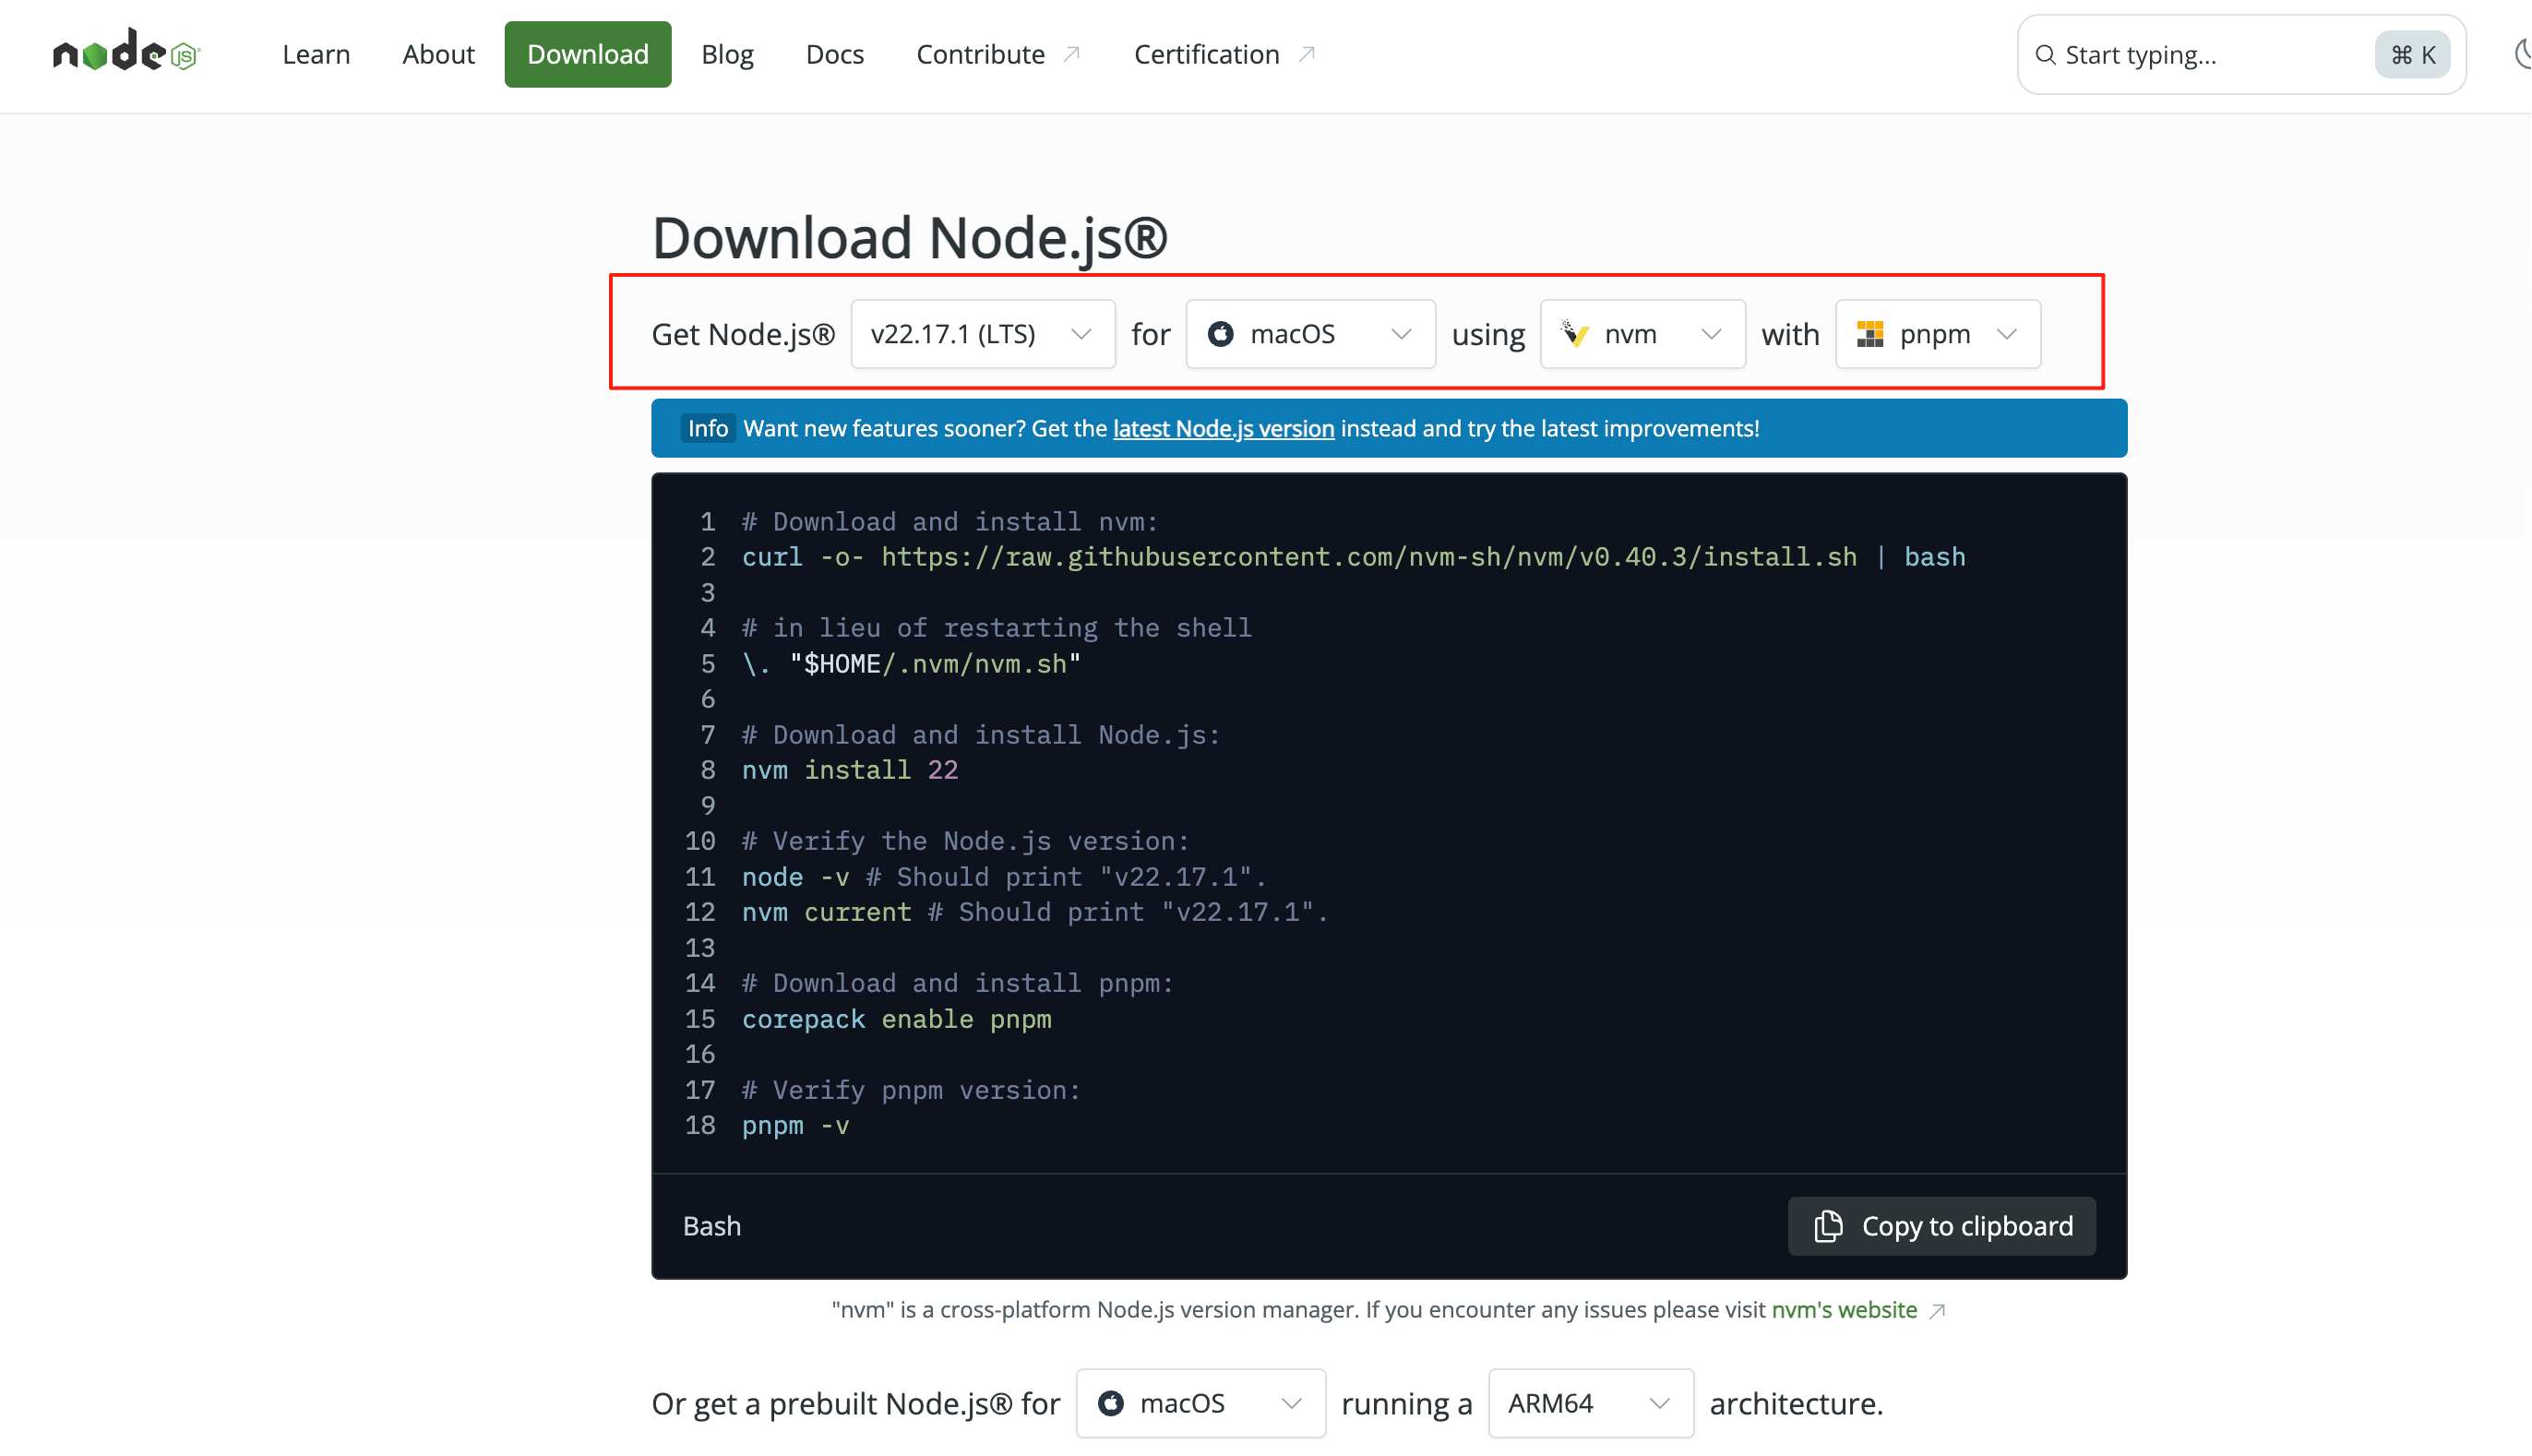 node JS
Learn About Download Blog Docs Contribute Certification Start typing... ⌘ K
Download Node.js®
Get Node.js® v22.17.1 (LTS) for macOS using nvm with pnpm
Info Want new features sooner? Get the latest Node.js version instead and try the latest improvements!
1 # Download and install nvm:
2 curl -o- https://raw.githubusercontent.com/nvm-sh/nvm/v0.40.3/install.sh | bash
3
4 # in lieu of restarting the shell
5 \. "$HOME/.nvm/nvm.sh"
6
7 # Download and install Node.js:
8 nvm install 22
9
10 # Verify the Node.js version:
11 node -v # Should print "v22.17.1".
12 nvm current # Should print "v22.17.1".
13
14 # Download and install pnpm:
15 corepack enable pnpm
16
17 # Verify pnpm version:
18 pnpm -v
Bash Copy to clipboard
"nvm" is a cross-platform Node.js version manager. If you encounter any issues please visit nvm's website
Or get a prebuilt Node.js® for macOS running a ARM64 architecture.